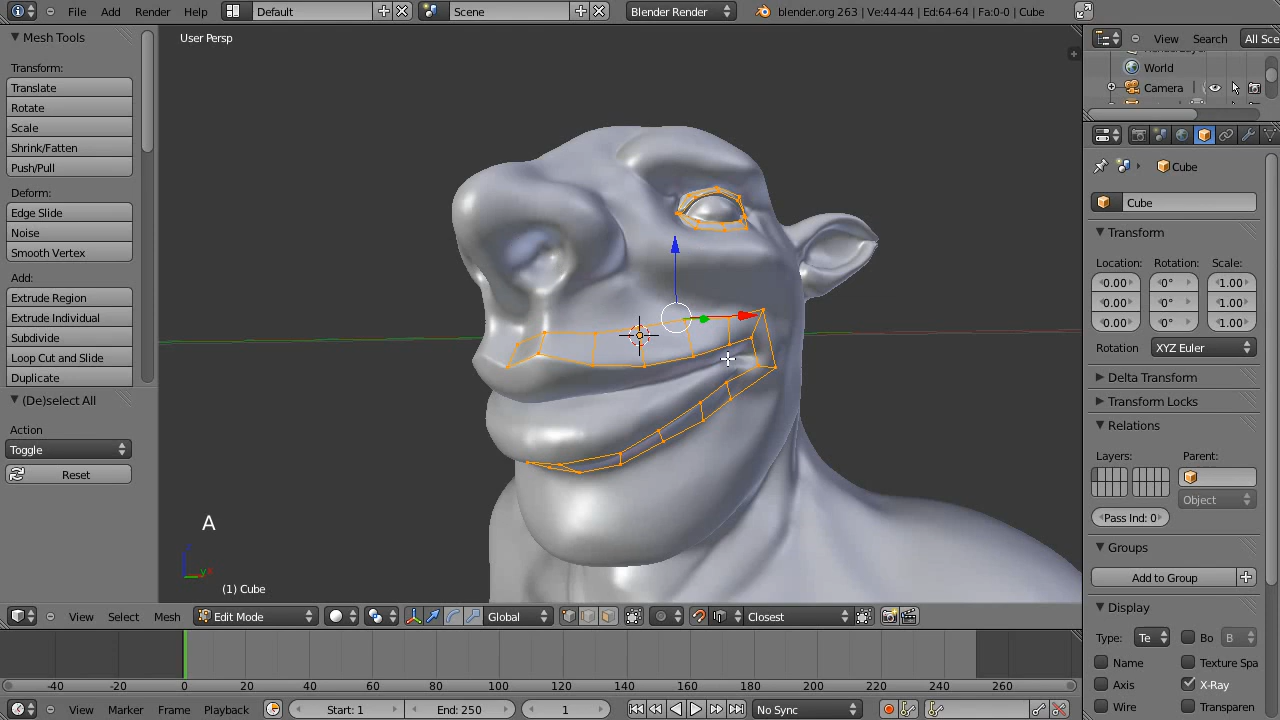 File Add Render Help Default Scene Blender Render blender.org 263 | Ve:44-44 | Ed:64-64 | Fa:0-0 | Cube
Mesh Tools
Transform:
Translate
Rotate
Scale
Shrink/Fatten
Push/Pull
Deform:
Edge Slide
Noise
Smooth Vertex
Add:
Extrude Region
Extrude Individual
Subdivide
Loop Cut and Slide
Duplicate
(De)select All
Action
Toggle
Reset
User Persp
A
(1) Cube
View Select Mesh Edit Mode Global Closest
-40 -20 0 20 40 60 80 100 120 140 160 180 200 220 240 260
View Marker Frame Playback Start: 1 End: 250 1 No Sync
View Search All Sce
World
Camera
Cube
Cube
Transform
Location: Rotation: Scale:
0.00 0° 1.00
0.00 0° 1.00
0.00 0° 1.00
Rotation XYZ Euler
Delta Transform
Transform Locks
Relations
Layers: Parent:
Object
Pass Ind: 0
Groups
Add to Group
Display
Type: Te Bo B
Name Texture Spa
Axis X-Ray
Wire Transparen